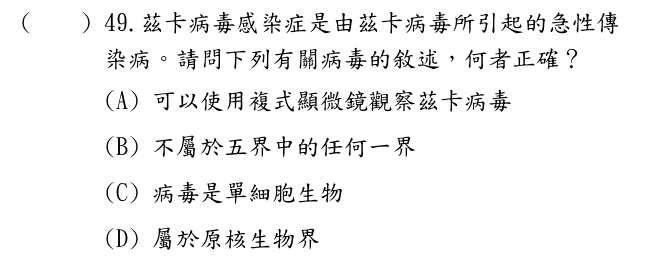 (　　) 49. 茲卡病毒感染症是由茲卡病毒所引起的急性傳
染病。請問下列有關病毒的敘述，何者正確？
(A) 可以使用複式顯微鏡觀察茲卡病毒
(B) 不屬於五界中的任何一界
(C) 病毒是單細胞生物
(D) 屬於原核生物界